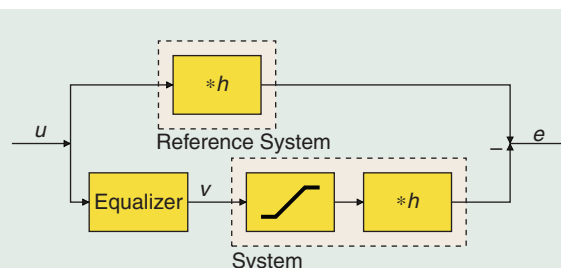 ∗h
u
Reference System
e
−
Equalizer
v
∗h
System